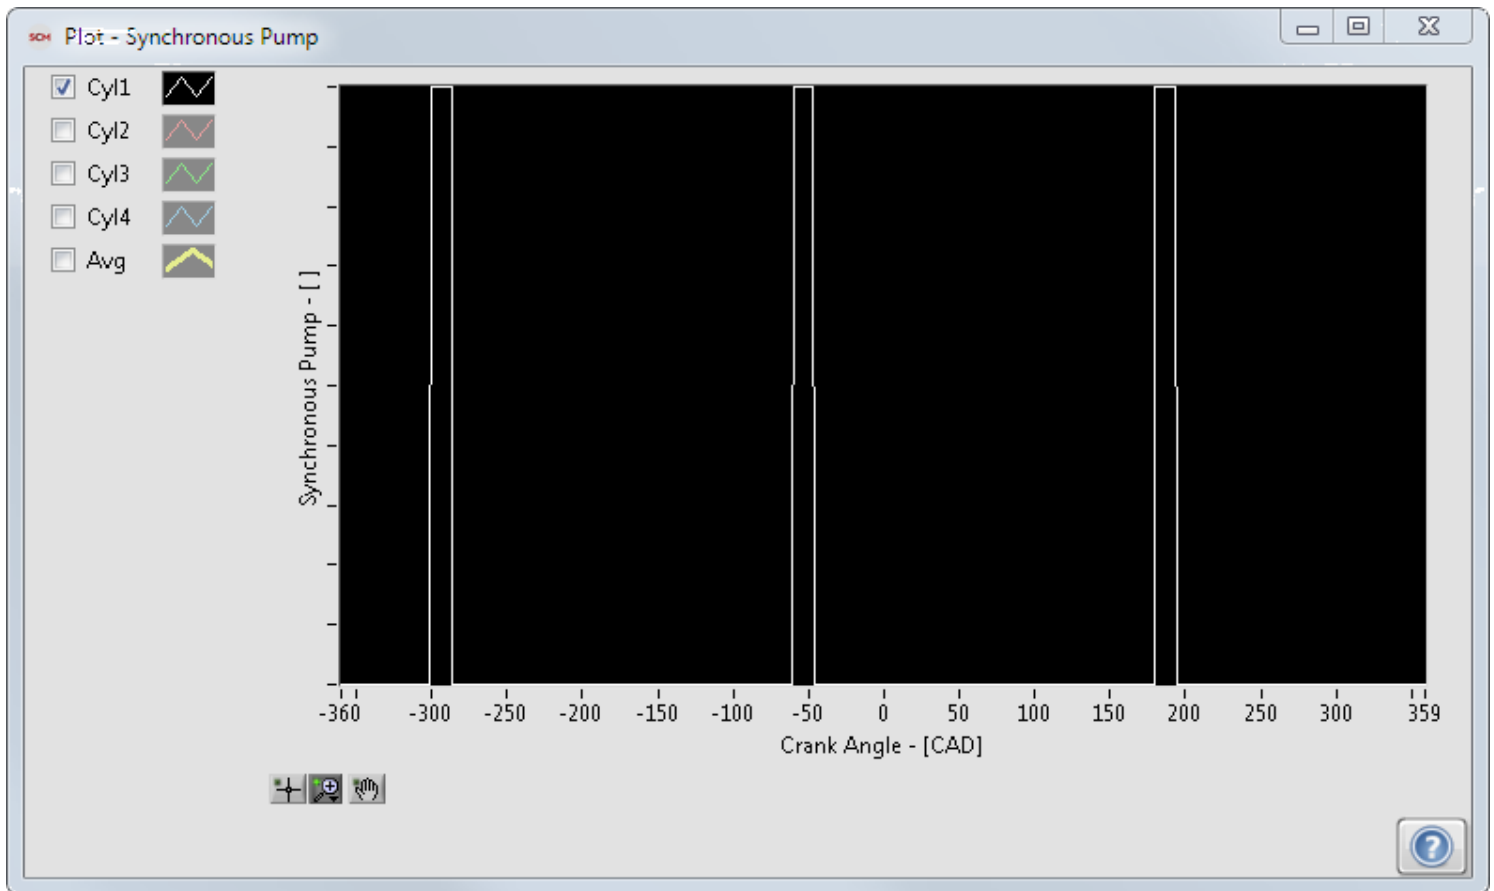 SCM Plot - Synchronous Pump
Cyl1
Cyl2
Cyl3
Cyl4
Avg
Synchronous Pump - [ ]
-360 -300 -250 -200 -150 -100 -50 0 50 100 150 200 250 300 359
Crank Angle - [CAD]
?